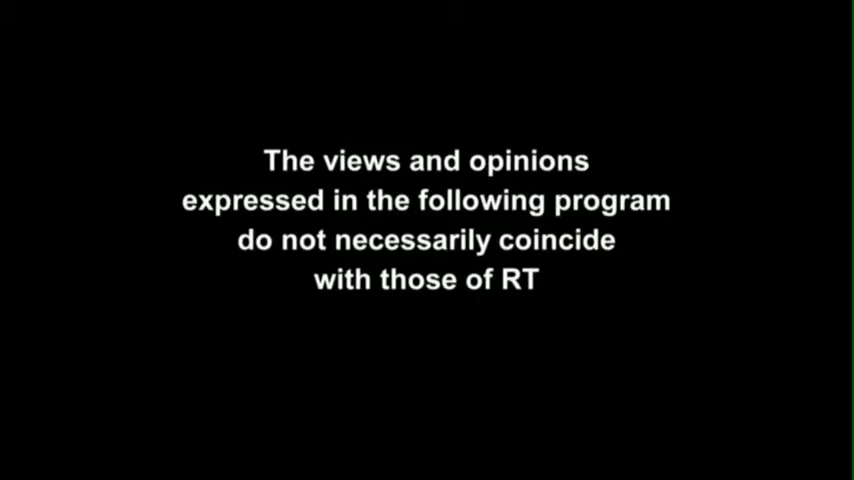 The views and opinions
expressed in the following program
do not necessarily coincide
with those of RT